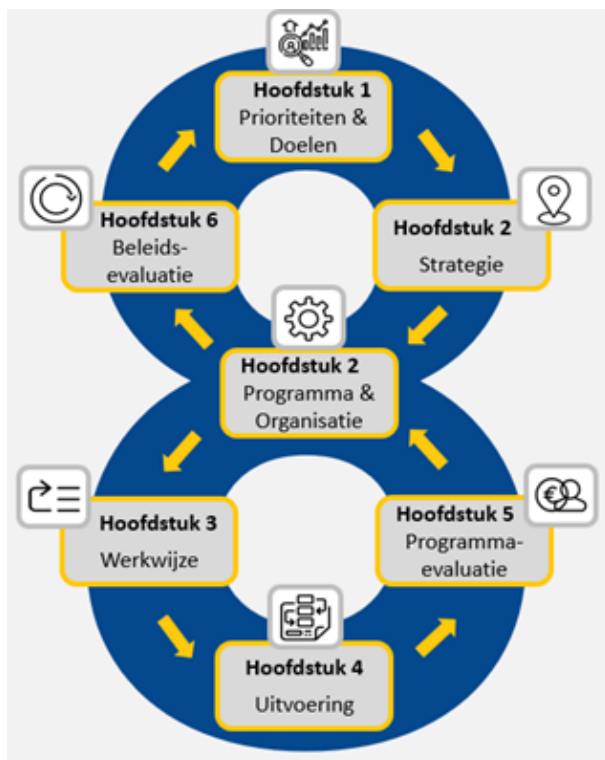 Hoofdstuk 1
Prioriteiten &
Doelen
Hoofdstuk 6
Beleids-
evaluatie
Hoofdstuk 2
Strategie
Hoofdstuk 2
Programma &
Organisatie
Hoofdstuk 3
Werkwijze
Hoofdstuk 5
Programma-
evaluatie
Hoofdstuk 4
Uitvoering